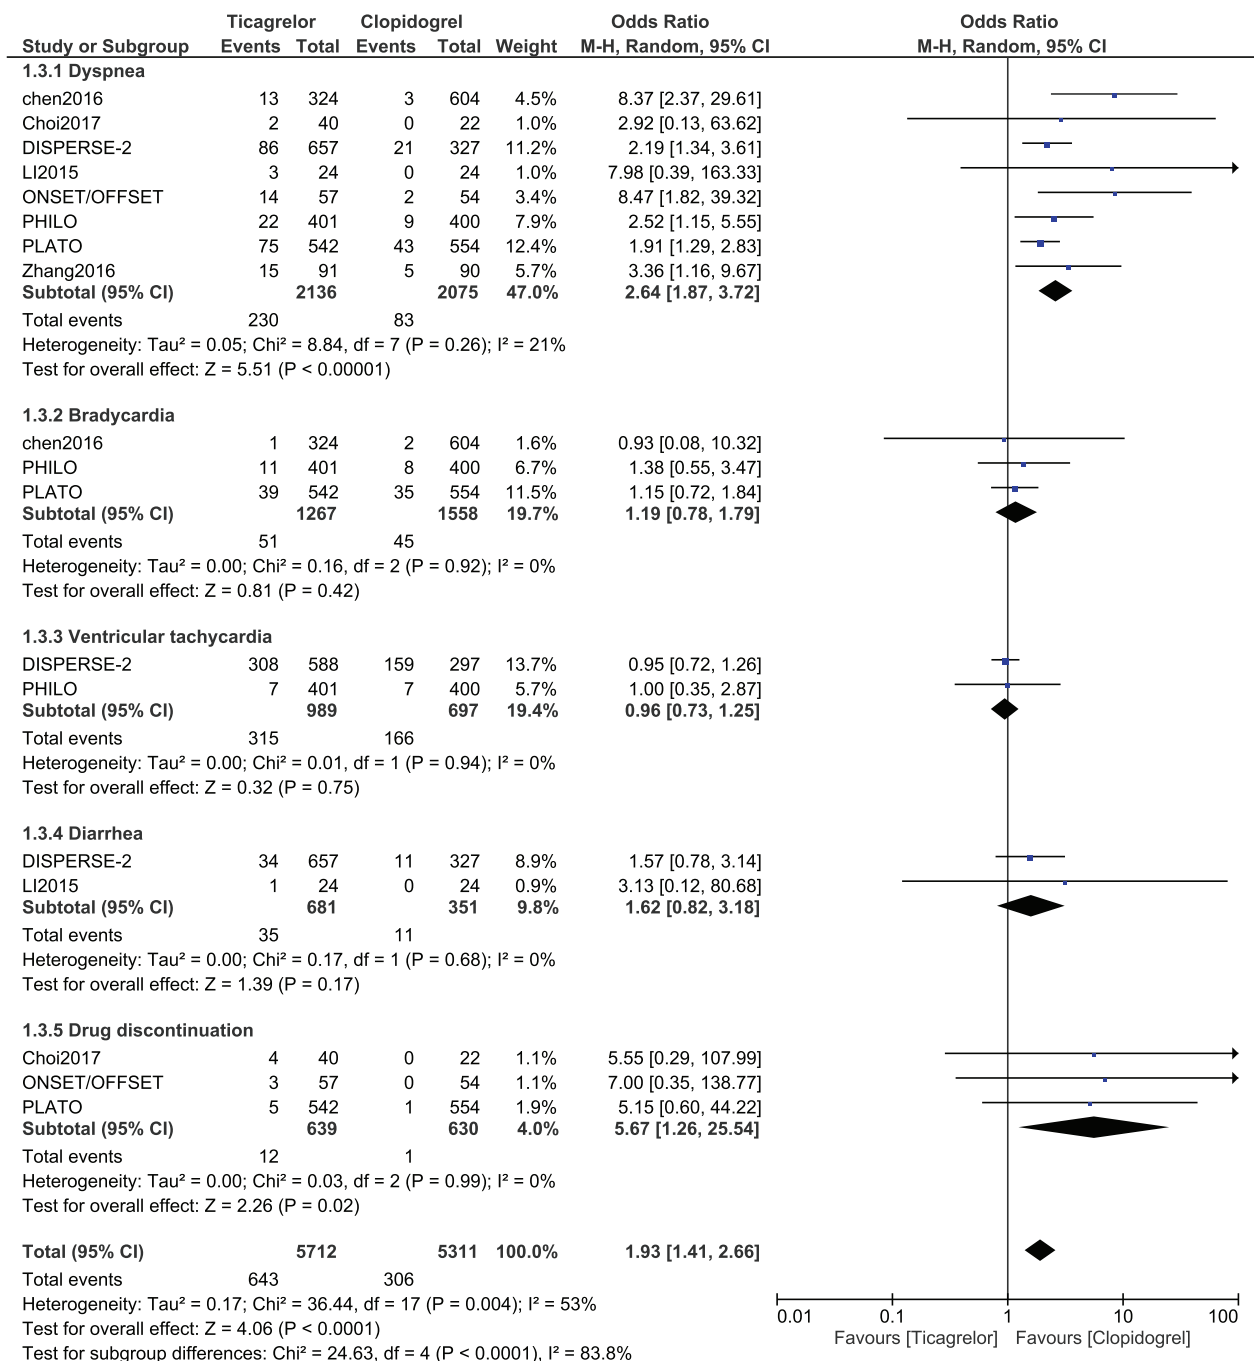 Ticagrelor Clopidogrel Odds Ratio Odds Ratio
Study or Subgroup Events Total Events Total Weight M-H, Random, 95% CI M-H, Random, 95% CI
1.3.1 Dyspnea
chen2016 13 324 3 604 4.5% 8.37 [2.37, 29.61]
Choi2017 2 40 0 22 1.0% 2.92 [0.13, 63.62]
DISPERSE-2 86 657 21 327 11.2% 2.19 [1.34, 3.61]
LI2015 3 24 0 24 1.0% 7.98 [0.39, 163.33]
ONSET/OFFSET 14 57 2 54 3.4% 8.47 [1.82, 39.32]
PHILO 22 401 9 400 7.9% 2.52 [1.15, 5.55]
PLATO 75 542 43 554 12.4% 1.91 [1.29, 2.83]
Zhang2016 15 91 5 90 5.7% 3.36 [1.16, 9.67]
Subtotal (95% CI) 2136 2075 47.0% 2.64 [1.87, 3.72]
Total events 230 83
Heterogeneity: Tau² = 0.05; Chi² = 8.84, df = 7 (P = 0.26); I² = 21%
Test for overall effect: Z = 5.51 (P < 0.00001)
1.3.2 Bradycardia
chen2016 1 324 2 604 1.6% 0.93 [0.08, 10.32]
PHILO 11 401 8 400 6.7% 1.38 [0.55, 3.47]
PLATO 39 542 35 554 11.5% 1.15 [0.72, 1.84]
Subtotal (95% CI) 1267 1558 19.7% 1.19 [0.78, 1.79]
Total events 51 45
Heterogeneity: Tau² = 0.00; Chi² = 0.16, df = 2 (P = 0.92); I² = 0%
Test for overall effect: Z = 0.81 (P = 0.42)
1.3.3 Ventricular tachycardia
DISPERSE-2 308 588 159 297 13.7% 0.95 [0.72, 1.26]
PHILO 7 401 7 400 5.7% 1.00 [0.35, 2.87]
Subtotal (95% CI) 989 697 19.4% 0.96 [0.73, 1.25]
Total events 315 166
Heterogeneity: Tau² = 0.00; Chi² = 0.01, df = 1 (P = 0.94); I² = 0%
Test for overall effect: Z = 0.32 (P = 0.75)
1.3.4 Diarrhea
DISPERSE-2 34 657 11 327 8.9% 1.57 [0.78, 3.14]
LI2015 1 24 0 24 0.9% 3.13 [0.12, 80.68]
Subtotal (95% CI) 681 351 9.8% 1.62 [0.82, 3.18]
Total events 35 11
Heterogeneity: Tau² = 0.00; Chi² = 0.17, df = 1 (P = 0.68); I² = 0%
Test for overall effect: Z = 1.39 (P = 0.17)
1.3.5 Drug discontinuation
Choi2017 4 40 0 22 1.1% 5.55 [0.29, 107.99]
ONSET/OFFSET 3 57 0 54 1.1% 7.00 [0.35, 138.77]
PLATO 5 542 1 554 1.9% 5.15 [0.60, 44.22]
Subtotal (95% CI) 639 630 4.0% 5.67 [1.26, 25.54]
Total events 12 1
Heterogeneity: Tau² = 0.00; Chi² = 0.03, df = 2 (P = 0.99); I² = 0%
Test for overall effect: Z = 2.26 (P = 0.02)
Total (95% CI) 5712 5311 100.0% 1.93 [1.41, 2.66]
Total events 643 306
Heterogeneity: Tau² = 0.17; Chi² = 36.44, df = 17 (P = 0.004); I² = 53%
Test for overall effect: Z = 4.06 (P < 0.0001)
Test for subgroup differences: Chi² = 24.63, df = 4 (P < 0.0001), I² = 83.8%
0.01 0.1 1 10 100
Favours [Ticagrelor] Favours [Clopidogrel]